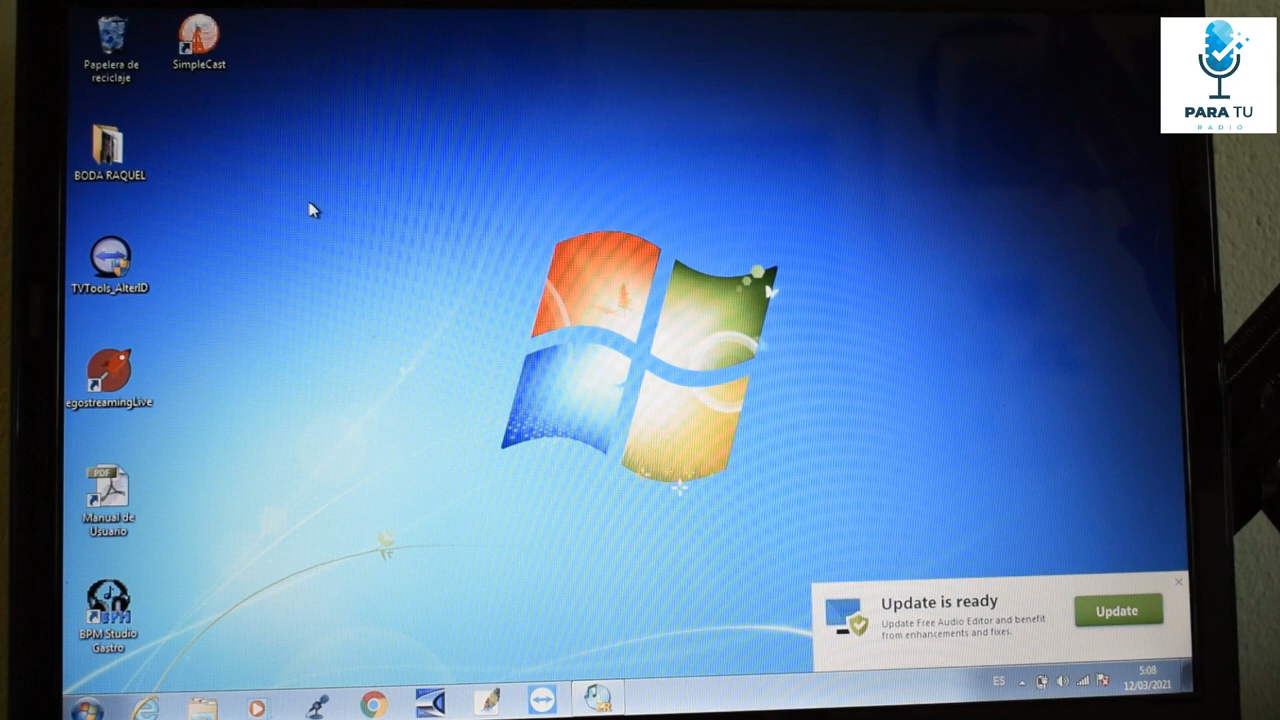 Papelera de
reciclaje
SimpleCast
BODA RAQUEL
TVTools_AlterID
egostreamingLive
PDF
Manual de
Usuario
BPM
BPM Studio
Gastro
PARA TU
RADIO
Update is ready
Update Free Audio Editor and benefit
from enhancements and fixes.
Update
ES
5:08
12/03/2021